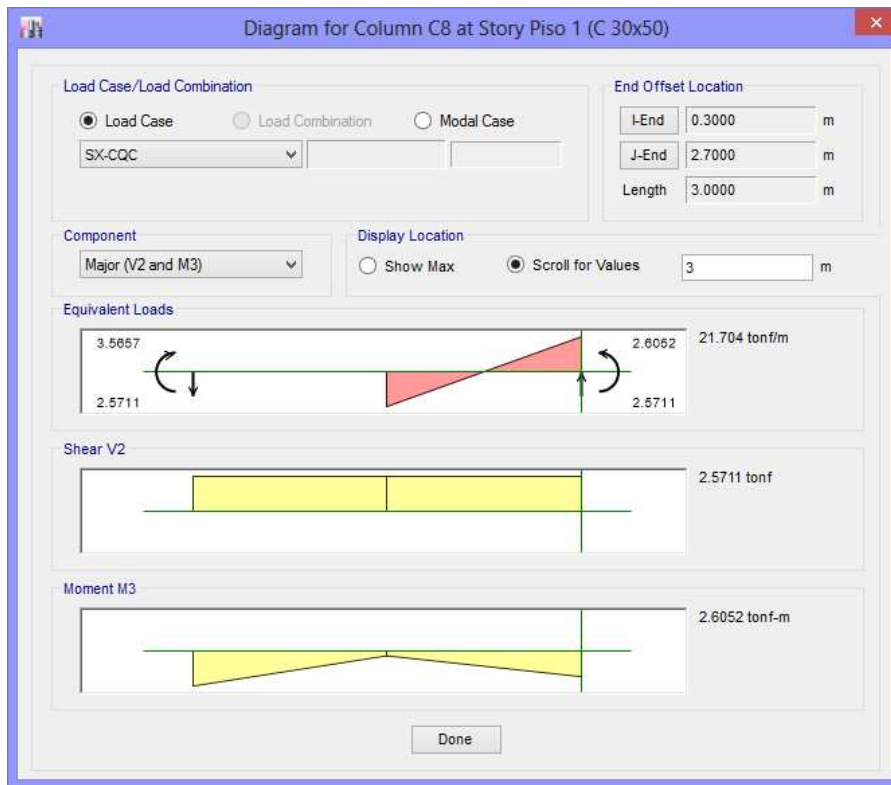 Diagram for Column C8 at Story Piso 1 (C 30x50)
Load Case/Load Combination
Load Case Load Combination Modal Case
SX-CQC
End Offset Location
I-End 0.3000 m
J-End 2.7000 m
Length 3.0000 m
Component
Major (V2 and M3)
Display Location
Show Max Scroll for Values 3 m
Equivalent Loads
3.5657 2.6052 21.704 tonf/m
2.5711 2.5711
Shear V2
2.5711 tonf
Moment M3
2.6052 tonf-m
Done